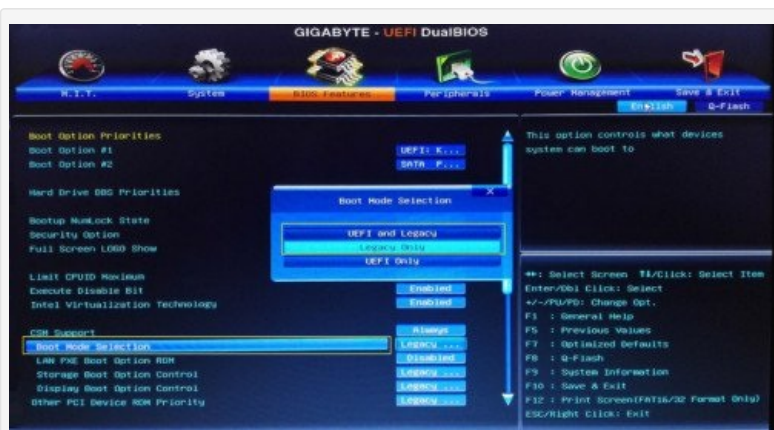 GIGABYTE - UEFI DualBIOS
M.I.T.
System
BIOS Features
Peripherals
Power Management
Save & Exit
English
Q-Flash
Boot Option Priorities
Boot Option #1 UEFI: K...
Boot Option #2 SATA P...
Hard Drive BBS Priorities
Bootup NumLock State
Security Option
Full Screen LOGO Show
Limit CPUID Maximum
Execute Disable Bit Enabled
Intel Virtualization Technology Enabled
CSM Support Always
Boot Mode Selection Legacy ...
LAN PXE Boot Option ROM Disabled
Storage Boot Option Control Legacy ...
Display Boot Option Control Legacy ...
Other PCI Device ROM Priority Legacy ...
Boot Mode Selection X
UEFI and Legacy
Legacy Only
UEFI Only
This option controls what devices
system can boot to
↔: Select Screen ↑↓/Click: Select Item
Enter/Dbl Click: Select
+/-/PU/PD: Change Opt.
F1 : General Help
F5 : Previous Values
F7 : Optimized Defaults
F8 : Q-Flash
F9 : System Information
F10 : Save & Exit
F12 : Print Screen(FAT16/32 Format Only)
ESC/Right Click: Exit